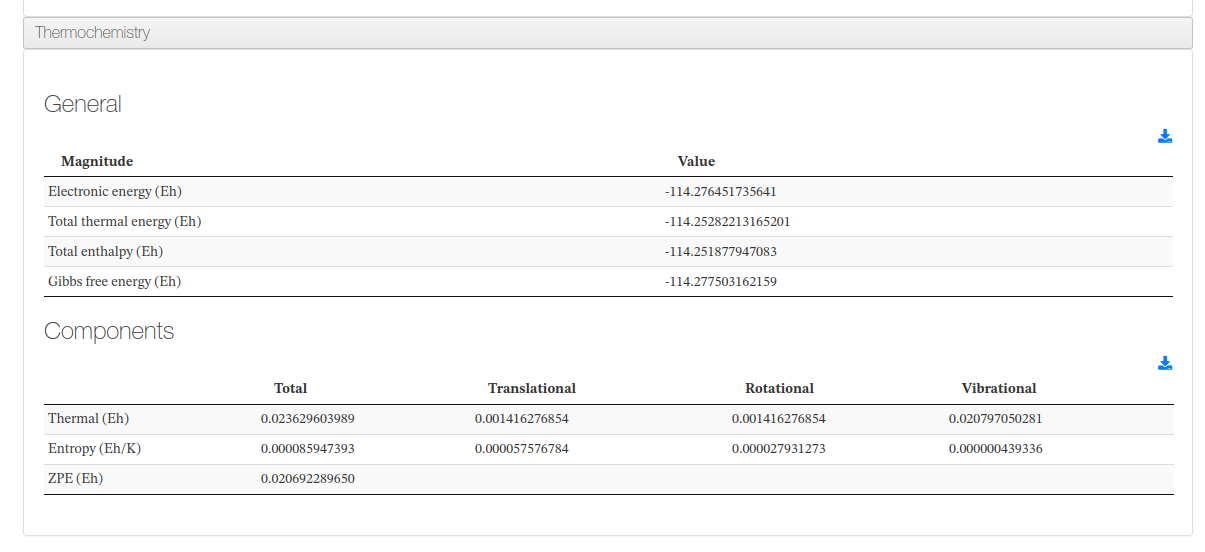 Thermochemistry
General
Magnitude Value
Electronic energy (Eh) -114.276451735641
Total thermal energy (Eh) -114.25282213165201
Total enthalpy (Eh) -114.251877947083
Gibbs free energy (Eh) -114.277503162159
Components
Total Translational Rotational Vibrational
Thermal (Eh) 0.023629603989 0.001416276854 0.001416276854 0.020797050281
Entropy (Eh/K) 0.000085947393 0.000057576784 0.000027931273 0.000000439336
ZPE (Eh) 0.020692289650